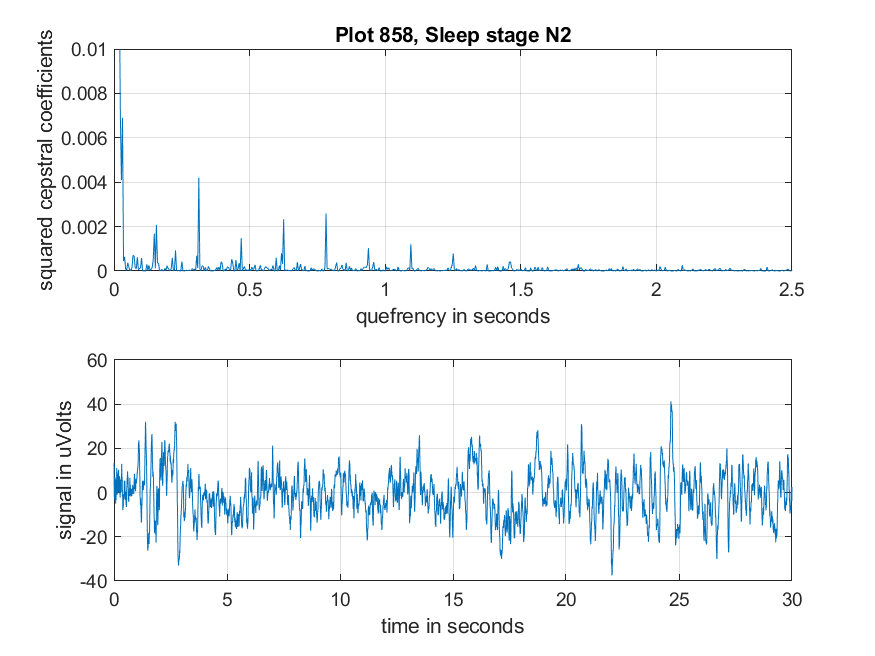 Plot 858, Sleep stage N2
squared cepstral coefficients
0.01
0.008
0.006
0.004
0.002
0
0 0.5 1 1.5 2 2.5
quefrency in seconds
signal in uVolts
60
40
20
0
-20
-40
0 5 10 15 20 25 30
time in seconds